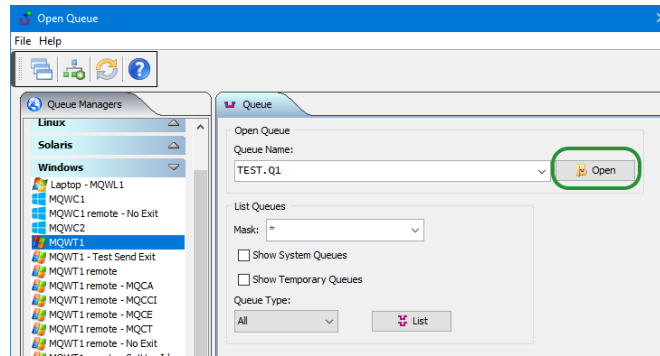 Open Queue
File Help
Queue Managers
Linux
Solaris
Windows
Laptop - MQWL1
MQWC1
MQWC1 remote - No Exit
MQWC2
MQWT1
MQWT1 - Test Send Exit
MQWT1 remote
MQWT1 remote - MQCA
MQWT1 remote - MQCCI
MQWT1 remote - MQCE
MQWT1 remote - MQCT
MQWT1 remote - No Exit
Queue
Open Queue
Queue Name:
TEST.Q1
Open
List Queues
Mask: *
Show System Queues
Show Temporary Queues
Queue Type:
All
List